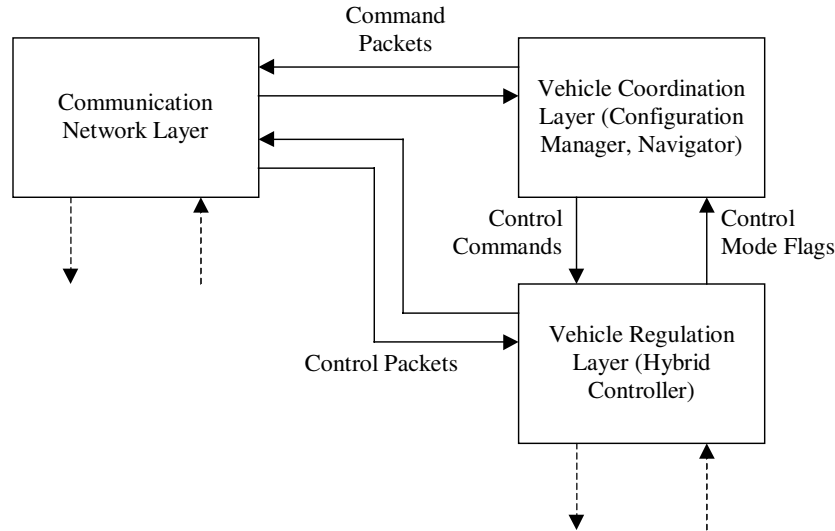 Command
Packets
Communication
Network Layer
Vehicle Coordination
Layer (Configuration
Manager, Navigator)
Control
Commands
Control
Mode Flags
Control Packets
Vehicle Regulation
Layer (Hybrid
Controller)